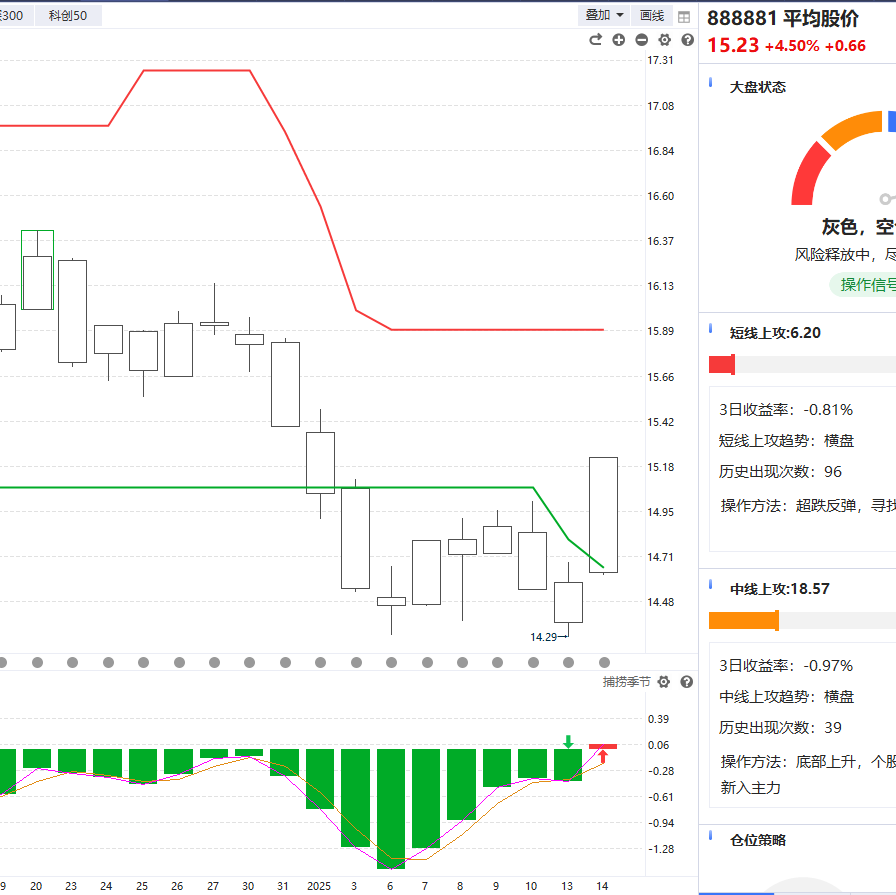 300 科创50 叠加 画线
888881 平均股价
15.23 +4.50% +0.66
17.31
17.08
16.84
16.60
16.37
16.13
15.89
15.66
15.42
15.18
14.95
14.71
14.48
14.29
大盘状态
灰色，空
风险释放中，尽
操作信号
短线上攻:6.20
3日收益率：-0.81%
短线上攻趋势：横盘
历史出现次数：96
操作方法：超跌反弹，寻找
中线上攻:18.57
3日收益率：-0.97%
中线上攻趋势：横盘
历史出现次数：39
操作方法：底部上升，个股
新入主力
仓位策略
捕捞季节
0.39
0.06
-0.28
-0.61
-0.94
-1.28
9 20 23 24 25 26 27 30 31 2025 3 6 7 8 9 10 13 14